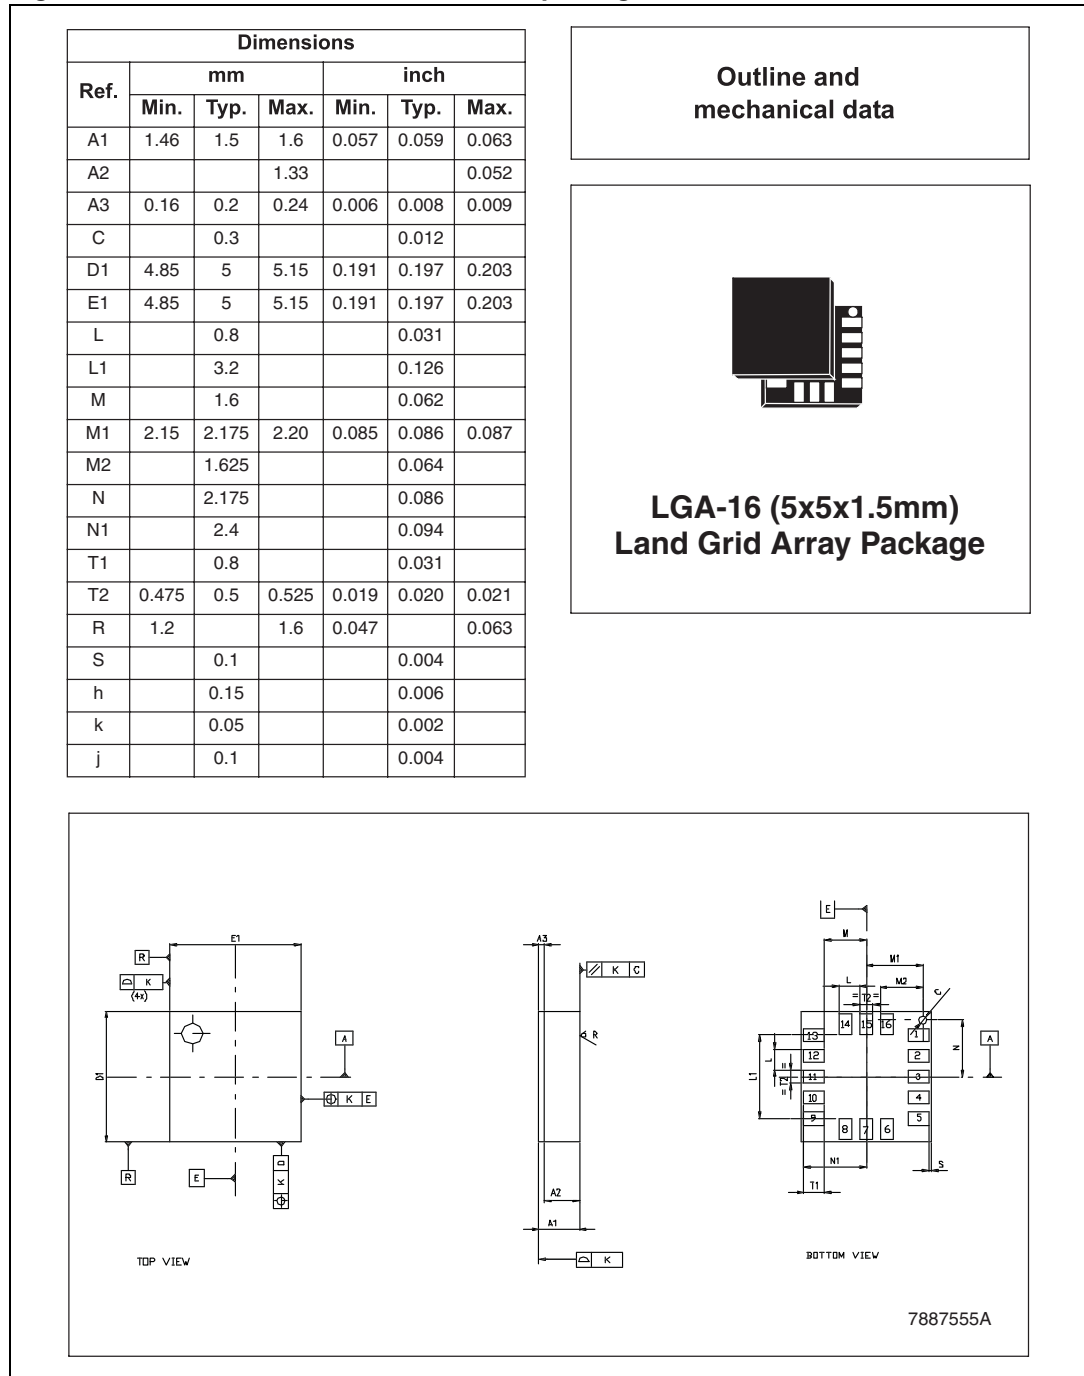 Dimensions
Ref. mm inch
Min. Typ. Max. Min. Typ. Max.
A1 1.46 1.5 1.6 0.057 0.059 0.063
A2 1.33 0.052
A3 0.16 0.2 0.24 0.006 0.008 0.009
C 0.3 0.012
D1 4.85 5 5.15 0.191 0.197 0.203
E1 4.85 5 5.15 0.191 0.197 0.203
L 0.8 0.031
L1 3.2 0.126
M 1.6 0.062
M1 2.15 2.175 2.20 0.085 0.086 0.087
M2 1.625 0.064
N 2.175 0.086
N1 2.4 0.094
T1 0.8 0.031
T2 0.475 0.5 0.525 0.019 0.020 0.021
R 1.2 1.6 0.047 0.063
S 0.1 0.004
h 0.15 0.006
k 0.05 0.002
j 0.1 0.004
Outline and
mechanical data
LGA-16 (5x5x1.5mm)
Land Grid Array Package
E1
R
K
(4x)
D1
A
K E
R
E
D
K
TOP VIEW
A3
K C
R
A2
A1
K
E
M
M1
L
M2
= T2 =
C
14 15 16
13 1
12 2
11 3
10 4
9 5
8 7 6
L1
L
= T2 =
N
A
N1
S
T1
BOTTOM VIEW
7887555A